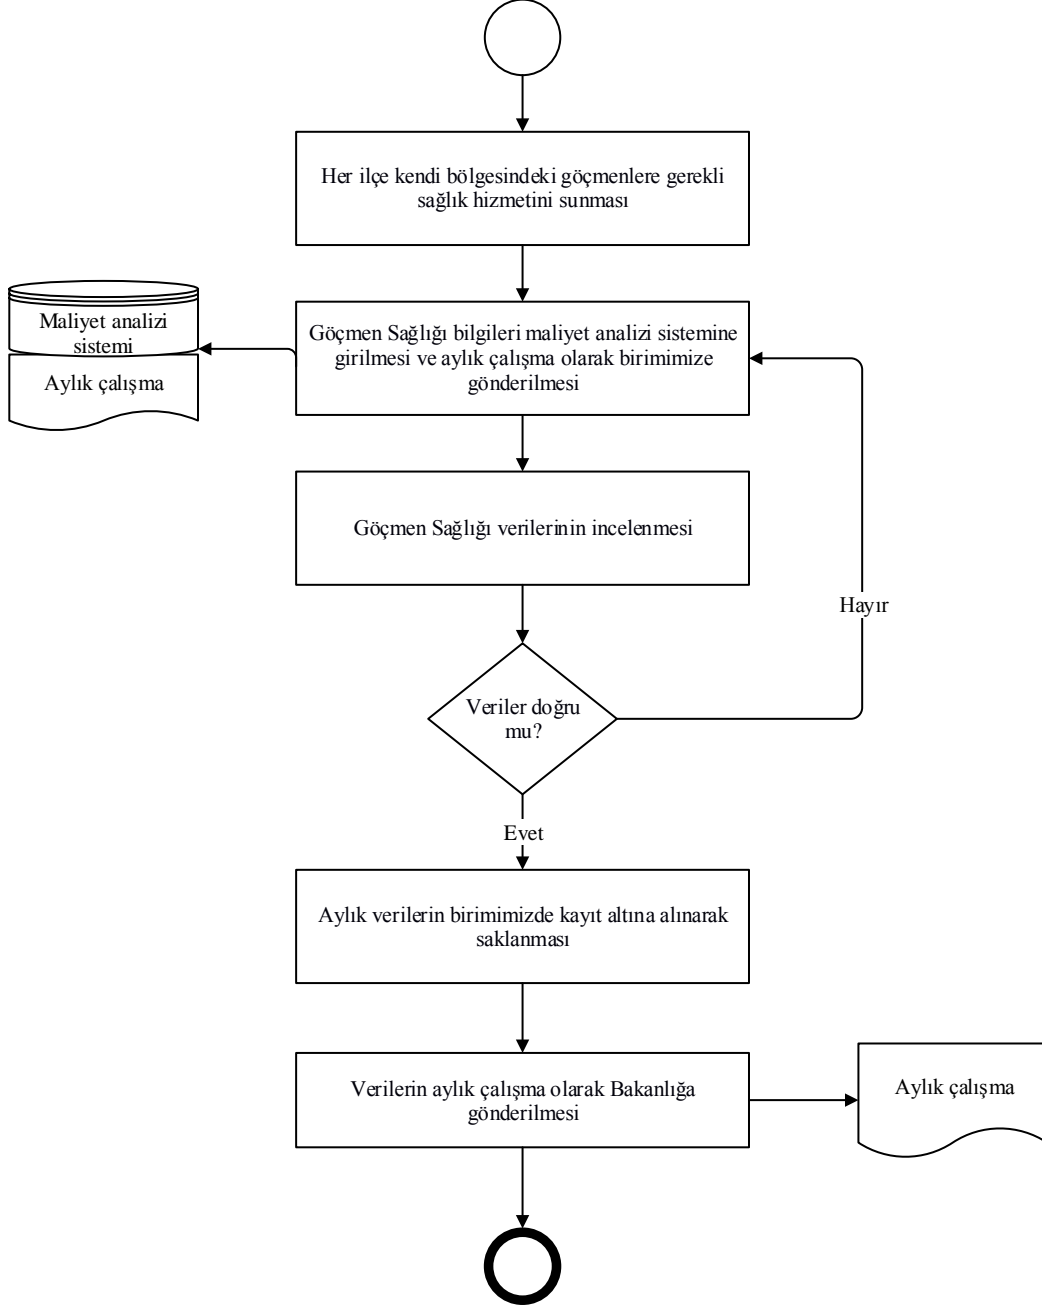 Her ilçe kendi bölgesindeki göçmenlere gerekli
sağlık hizmetini sunması
Maliyet analizi
sistemi
Aylık çalışma
Göçmen Sağlığı bilgileri maliyet analizi sistemine
girilmesi ve aylık çalışma olarak birimimize
gönderilmesi
Göçmen Sağlığı verilerinin incelenmesi
Hayır
Veriler doğru
mu?
Evet
Aylık verilerin birimimizde kayıt altına alınarak
saklanması
Verilerin aylık çalışma olarak Bakanlığa
gönderilmesi
Aylık çalışma